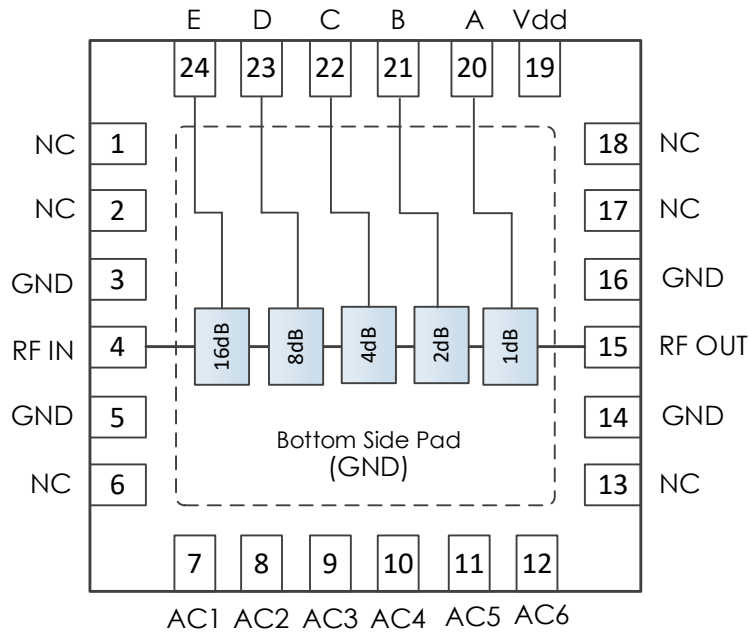 E D C B A Vdd
24 23 22 21 20 19
NC 1 18 NC
NC 2 17 NC
GND 3 16 GND
RF IN 4 16dB 8dB 4dB 2dB 1dB 15 RF OUT
GND 5 14 GND
Bottom Side Pad
(GND)
NC 6 13 NC
7 8 9 10 11 12
AC1 AC2 AC3 AC4 AC5 AC6